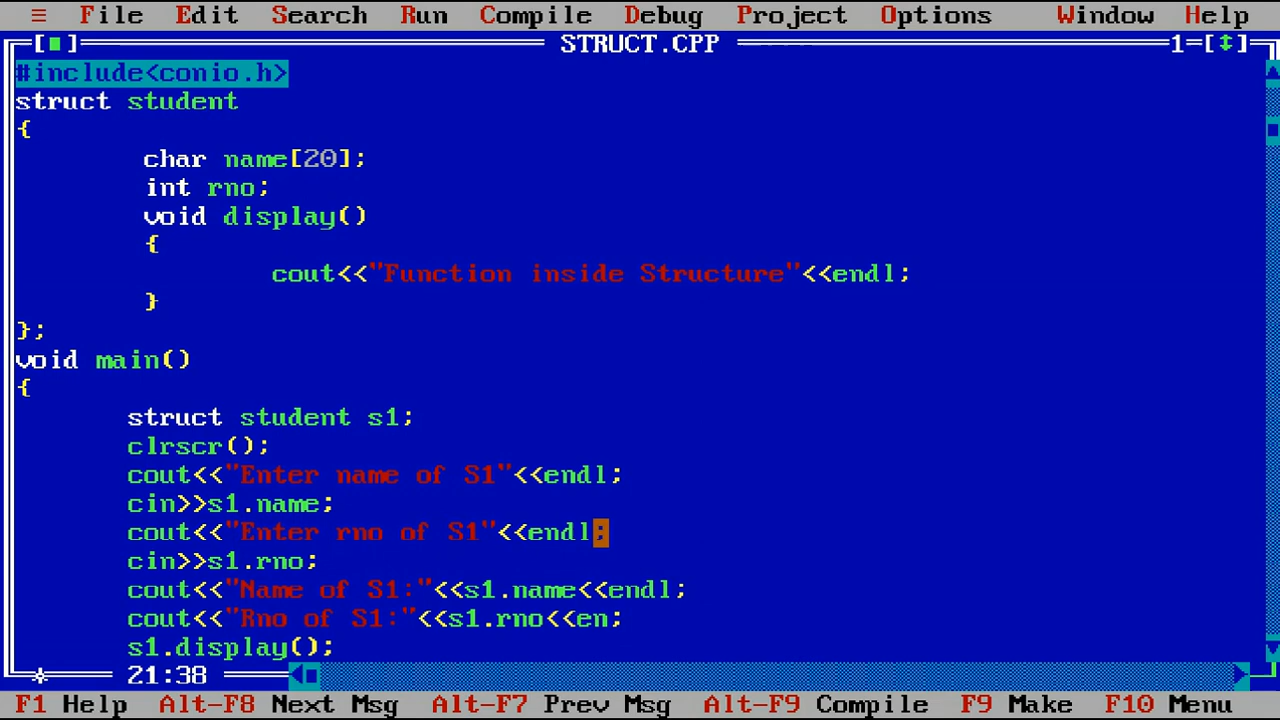 ≡ File Edit Search Run Compile Debug Project Options Window Help
[■] STRUCT.CPP 1=[↕]
#include<conio.h>
struct student
{
char name[20];
int rno;
void display()
{
cout<<"Function inside Structure"<<endl;
}
};
void main()
{
struct student s1;
clrscr();
cout<<"Enter name of S1"<<endl;
cin>>s1.name;
cout<<"Enter rno of S1"<<endl;
cin>>s1.rno;
cout<<"Name of S1:"<<s1.name<<endl;
cout<<"Rno of S1:"<<s1.rno<<en;
s1.display();
21:38
F1 Help Alt-F8 Next Msg Alt-F7 Prev Msg Alt-F9 Compile F9 Make F10 Menu